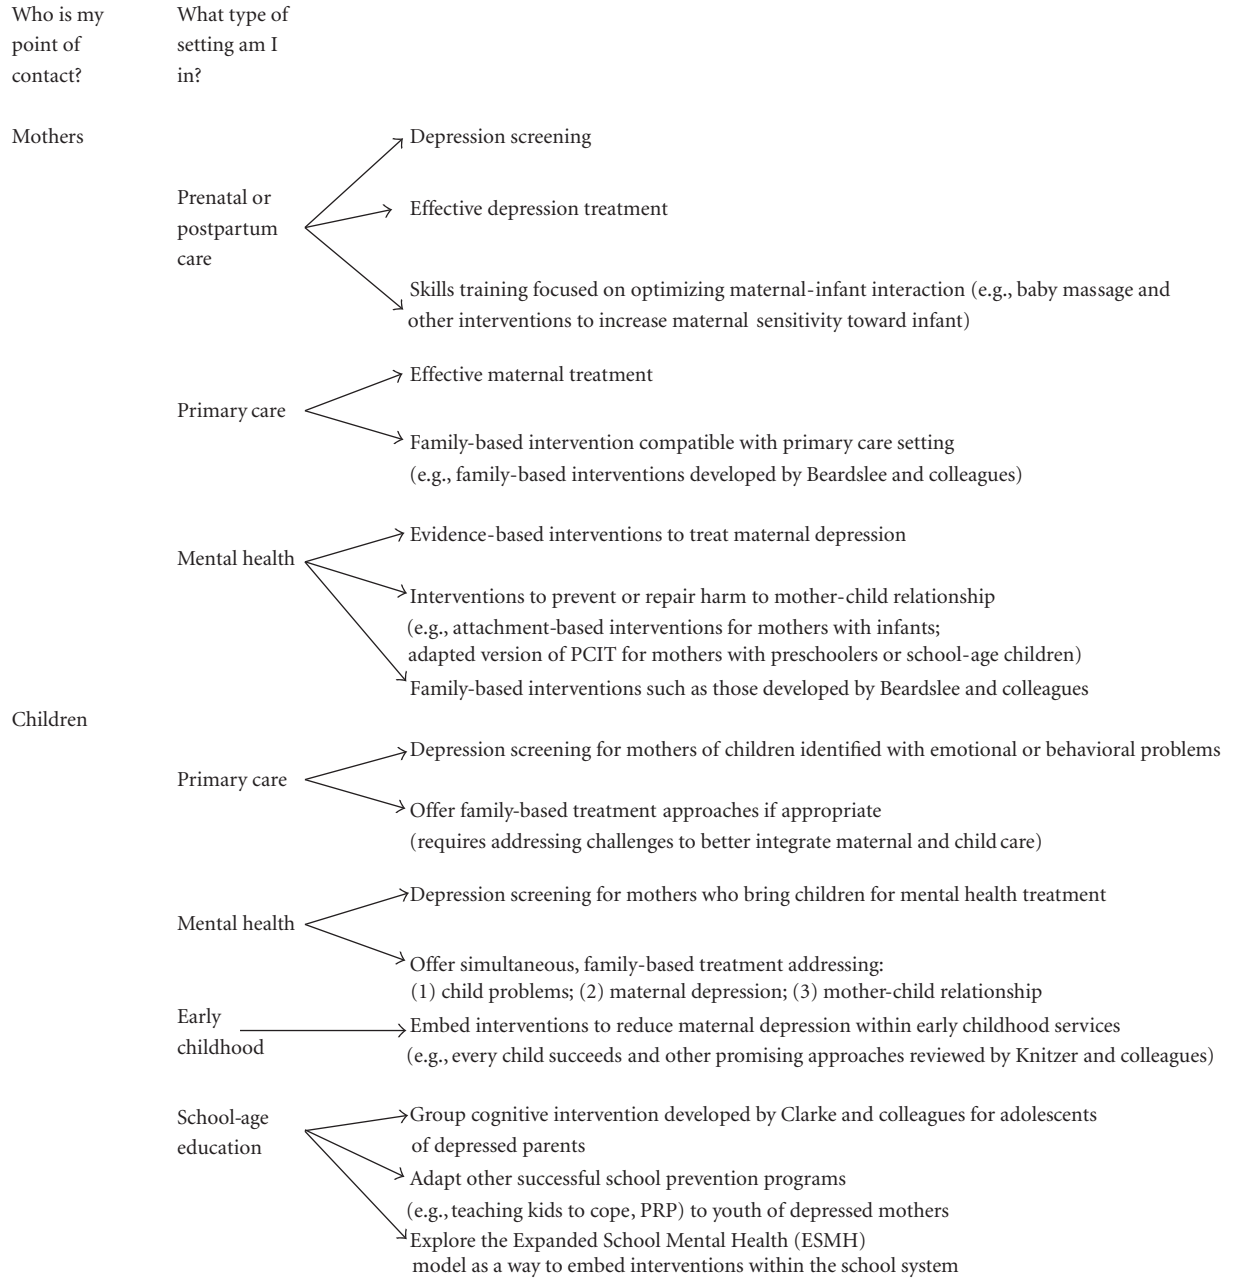 Who is my
point of
contact?
What type of
setting am I
in?
Mothers
Prenatal or
postpartum
care
Depression screening
Effective depression treatment
Skills training focused on optimizing maternal-infant interaction (e.g., baby massage and
other interventions to increase maternal sensitivity toward infant)
Primary care
Effective maternal treatment
Family-based intervention compatible with primary care setting
(e.g., family-based interventions developed by Beardslee and colleagues)
Mental health
Evidence-based interventions to treat maternal depression
Interventions to prevent or repair harm to mother-child relationship
(e.g., attachment-based interventions for mothers with infants;
adapted version of PCIT for mothers with preschoolers or school-age children)
Family-based interventions such as those developed by Beardslee and colleagues
Children
Primary care
Depression screening for mothers of children identified with emotional or behavioral problems
Offer family-based treatment approaches if appropriate
(requires addressing challenges to better integrate maternal and child care)
Mental health
Depression screening for mothers who bring children for mental health treatment
Offer simultaneous, family-based treatment addressing:
(1) child problems; (2) maternal depression; (3) mother-child relationship
Early
childhood
Embed interventions to reduce maternal depression within early childhood services
(e.g., every child succeeds and other promising approaches reviewed by Knitzer and colleagues)
School-age
education
Group cognitive intervention developed by Clarke and colleagues for adolescents
of depressed parents
Adapt other successful school prevention programs
(e.g., teaching kids to cope, PRP) to youth of depressed mothers
Explore the Expanded School Mental Health (ESMH)
model as a way to embed interventions within the school system